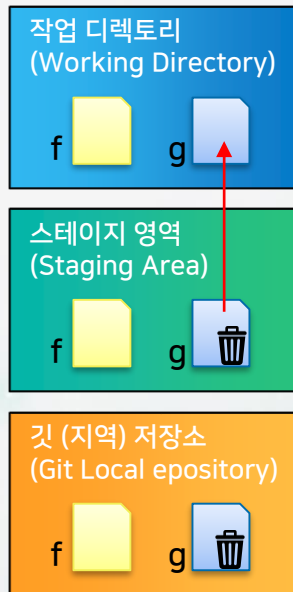 작업 디렉토리
(Working Directory)
f g
스테이지 영역
(Staging Area)
f g
깃 (지역) 저장소
(Git Local epository)
f g